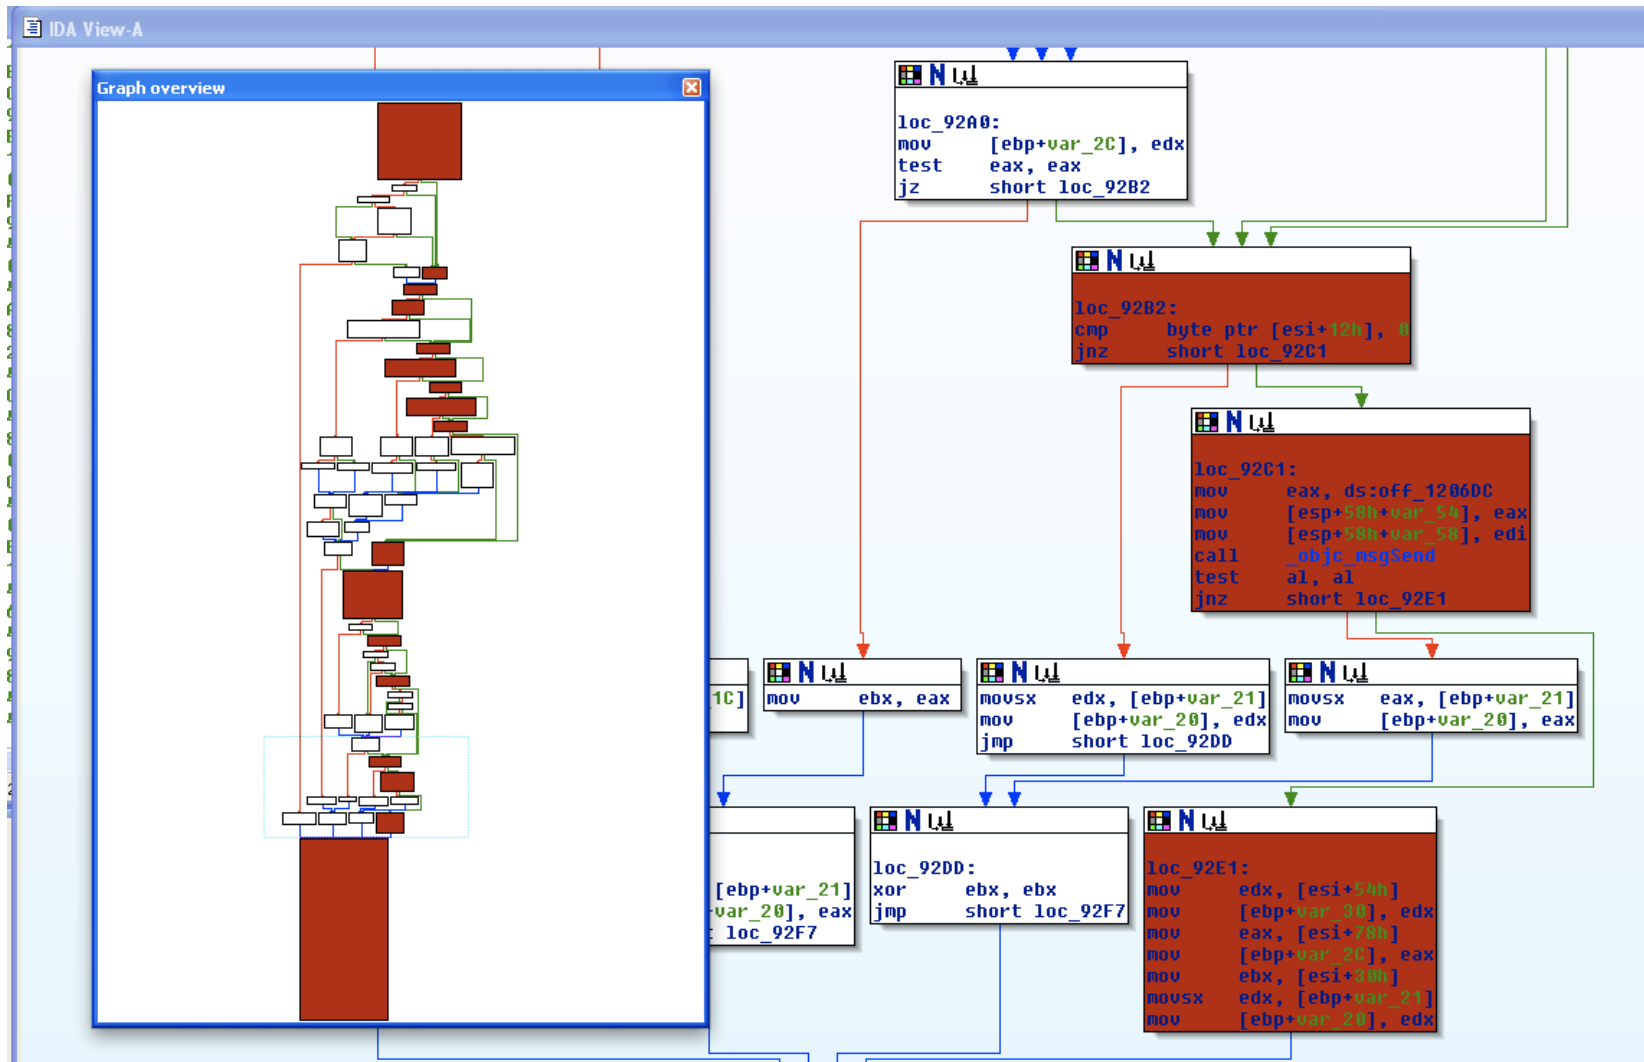 IDA View-A
Graph overview
loc_92A0:
mov [ebp+var_2C], edx
test eax, eax
jz short loc_92B2
loc_92B2:
cmp byte ptr [esi+12h], 0
jnz short loc_92C1
loc_92C1:
mov eax, ds:off_1206DC
mov [esp+58h+var_54], eax
mov [esp+58h+var_58], edi
call _objc_msgSend
test al, al
jnz short loc_92E1
1C]
mov ebx, eax
movsx edx, [ebp+var_21]
mov [ebp+var_20], edx
jmp short loc_92DD
movsx eax, [ebp+var_21]
mov [ebp+var_20], eax
[ebp+var_21]
var_20], eax
loc_92F7
loc_92DD:
xor ebx, ebx
jmp short loc_92F7
loc_92E1:
mov edx, [esi+54h]
mov [ebp+var_30], edx
mov eax, [esi+78h]
mov [ebp+var_2C], eax
mov ebx, [esi+30h]
movsx edx, [ebp+var_21]
mov [ebp+var_20], edx